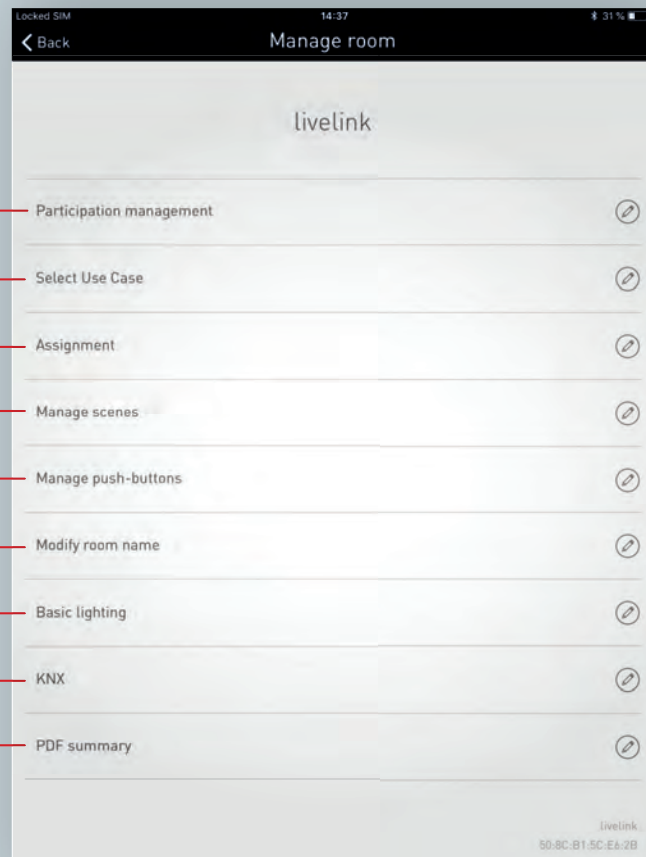 Locked SIM 14:37 31 %
Back Manage room
livelink
Participation management
Select Use Case
Assignment
Manage scenes
Manage push-buttons
Modify room name
Basic lighting
KNX
PDF summary
livelink
50:8C:B1:5C:E6:2B